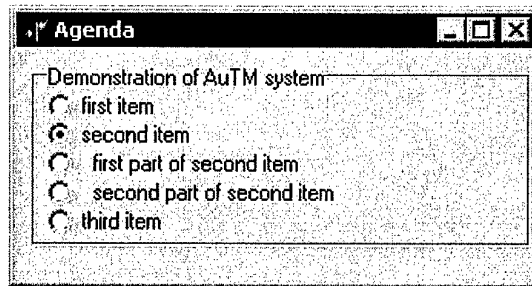 Agenda
Demonstration of AuTM system
first item
second item
first part of second item
second part of second item
third item